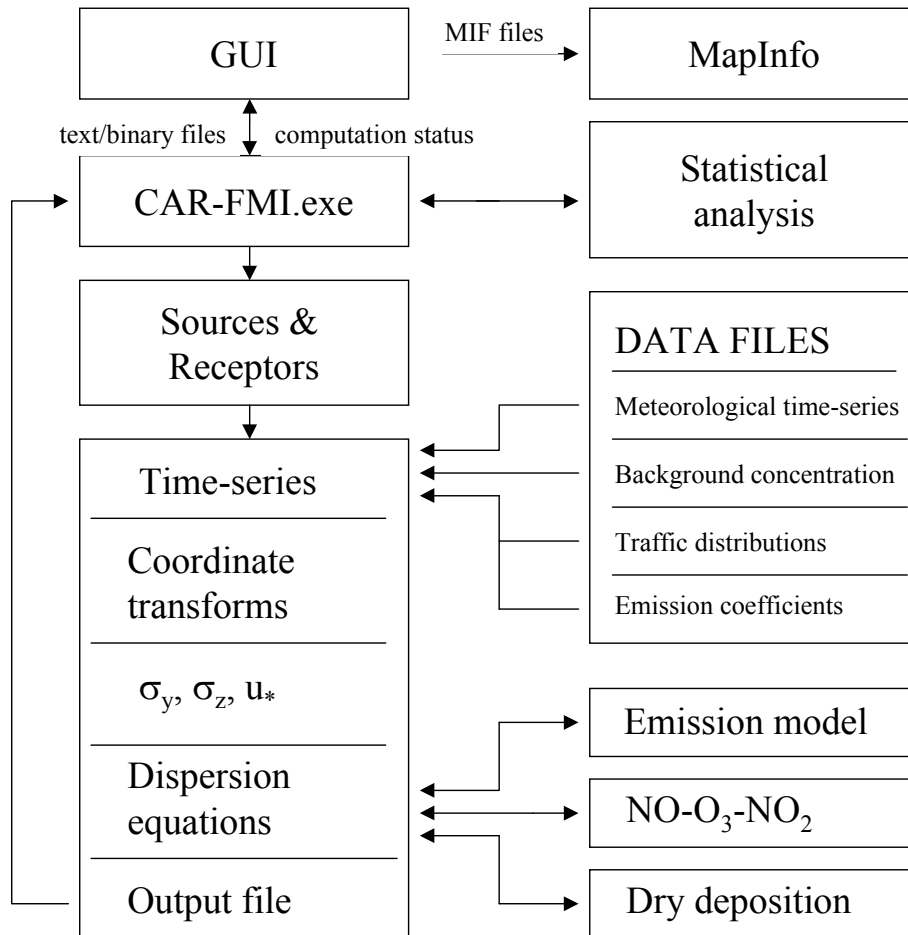 GUI
MIF files
MapInfo
text/binary files
computation status
CAR-FMI.exe
Statistical
analysis
Sources &
Receptors
DATA FILES
Meteorological time-series
Background concentration
Traffic distributions
Emission coefficients
Time-series
Coordinate
transforms
σy, σz, u*
Dispersion
equations
Output file
Emission model
NO-O3-NO2
Dry deposition